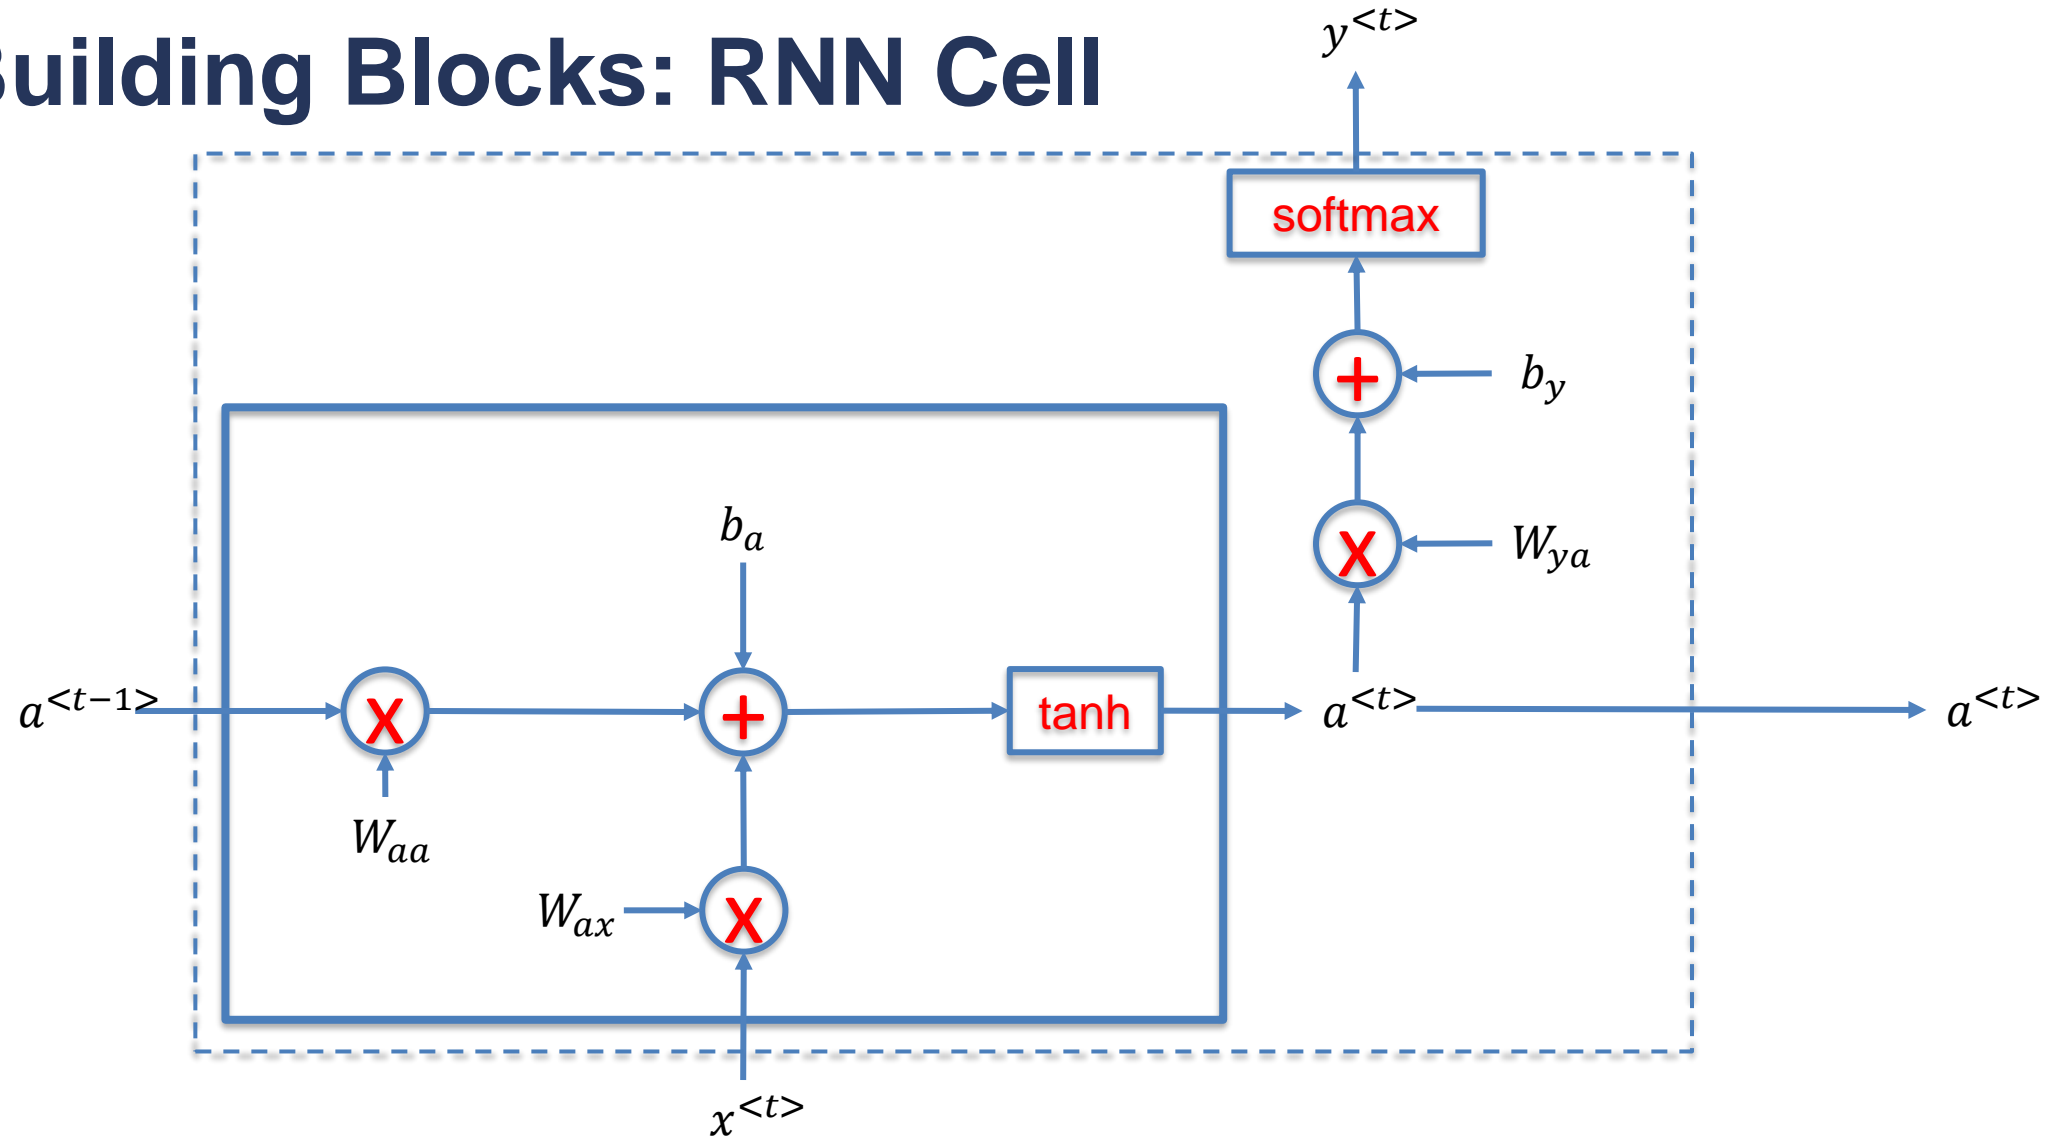 Building Blocks: RNN Cell
y<t>
softmax
+
b_y
x
W_ya
b_a
a<t−1>
x
+
tanh
a<t>
a<t>
W_aa
W_ax
x
x<t>